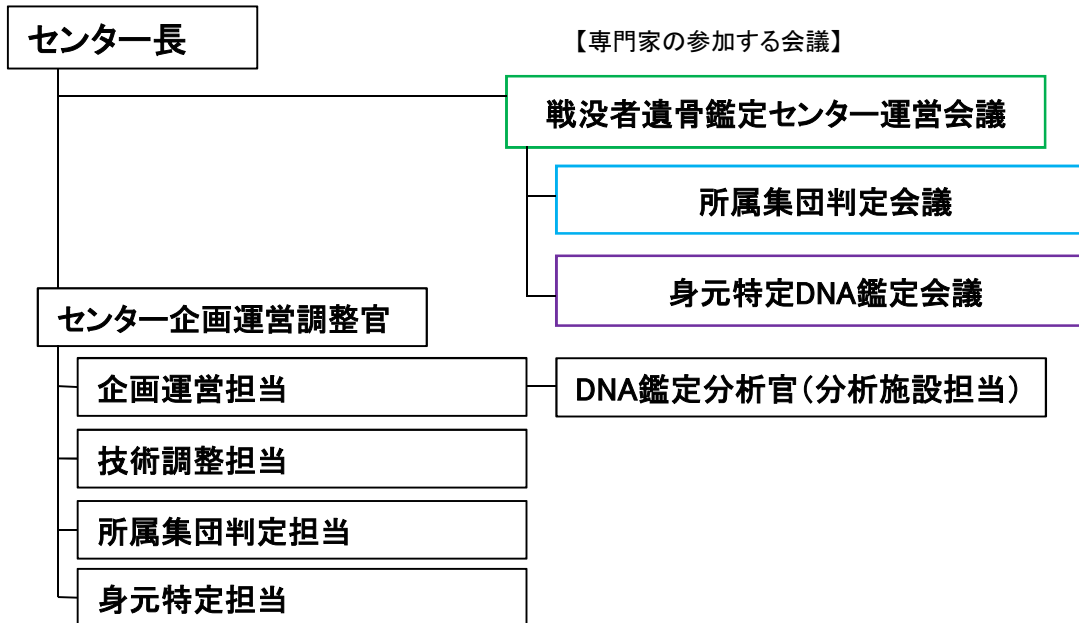 センター長
【専門家の参加する会議】
戦没者遺骨鑑定センター運営会議
所属集団判定会議
身元特定DNA鑑定会議
センター企画運営調整官
企画運営担当
DNA鑑定分析官（分析施設担当）
技術調整担当
所属集団判定担当
身元特定担当